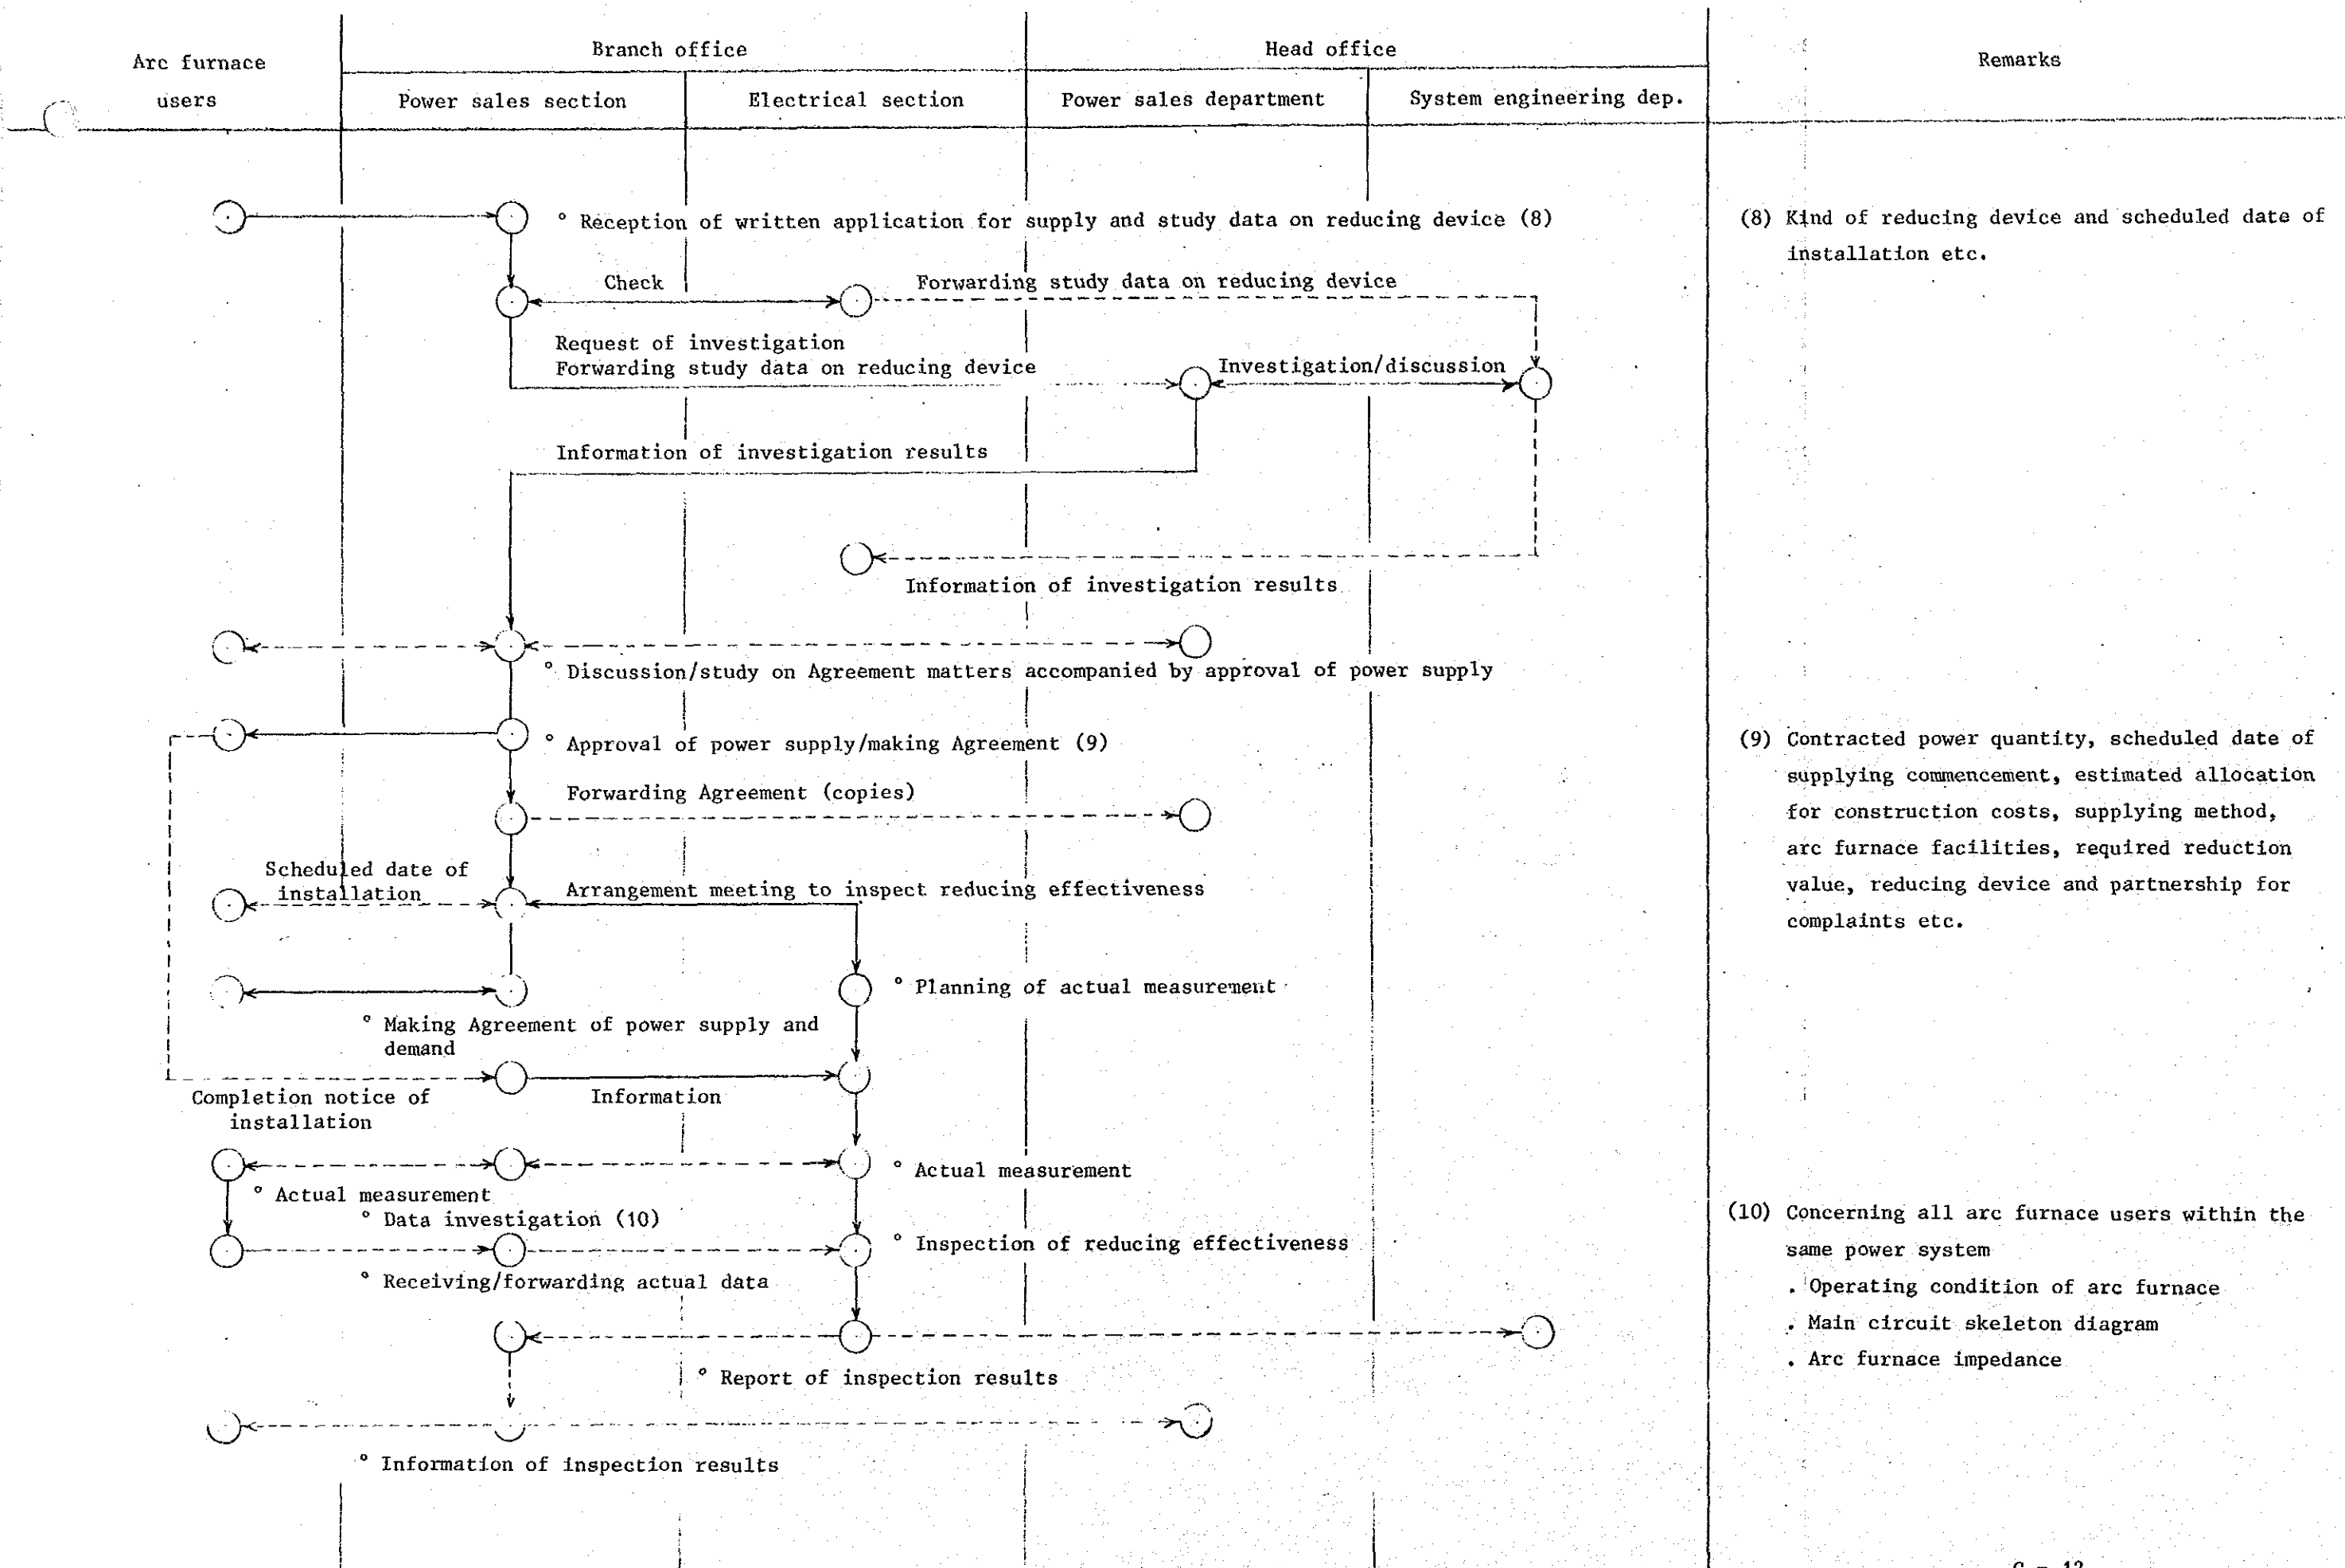 Arc furnace
users
Branch office
Head office
Remarks
Power sales section
Electrical section
Power sales department
System engineering dep.
° Reception of written application for supply and study data on reducing device (8)
(8) Kind of reducing device and scheduled date of
installation etc.
Check
Forwarding study data on reducing device
Request of investigation
Forwarding study data on reducing device
Investigation/discussion
Information of investigation results
Information of investigation results
° Discussion/study on Agreement matters accompanied by approval of power supply
° Approval of power supply/making Agreement (9)
(9) Contracted power quantity, scheduled date of
supplying commencement, estimated allocation
for construction costs, supplying method,
arc furnace facilities, required reduction
value, reducing device and partnership for
complaints etc.
Forwarding Agreement (copies)
Scheduled date of
installation
Arrangement meeting to inspect reducing effectiveness
° Planning of actual measurement
° Making Agreement of power supply and
demand
Completion notice of
installation
Information
° Actual measurement
° Actual measurement
° Data investigation (10)
° Inspection of reducing effectiveness
(10) Concerning all arc furnace users within the
same power system
. Operating condition of arc furnace
. Main circuit skeleton diagram
. Arc furnace impedance
° Receiving/forwarding actual data
° Report of inspection results
° Information of inspection results